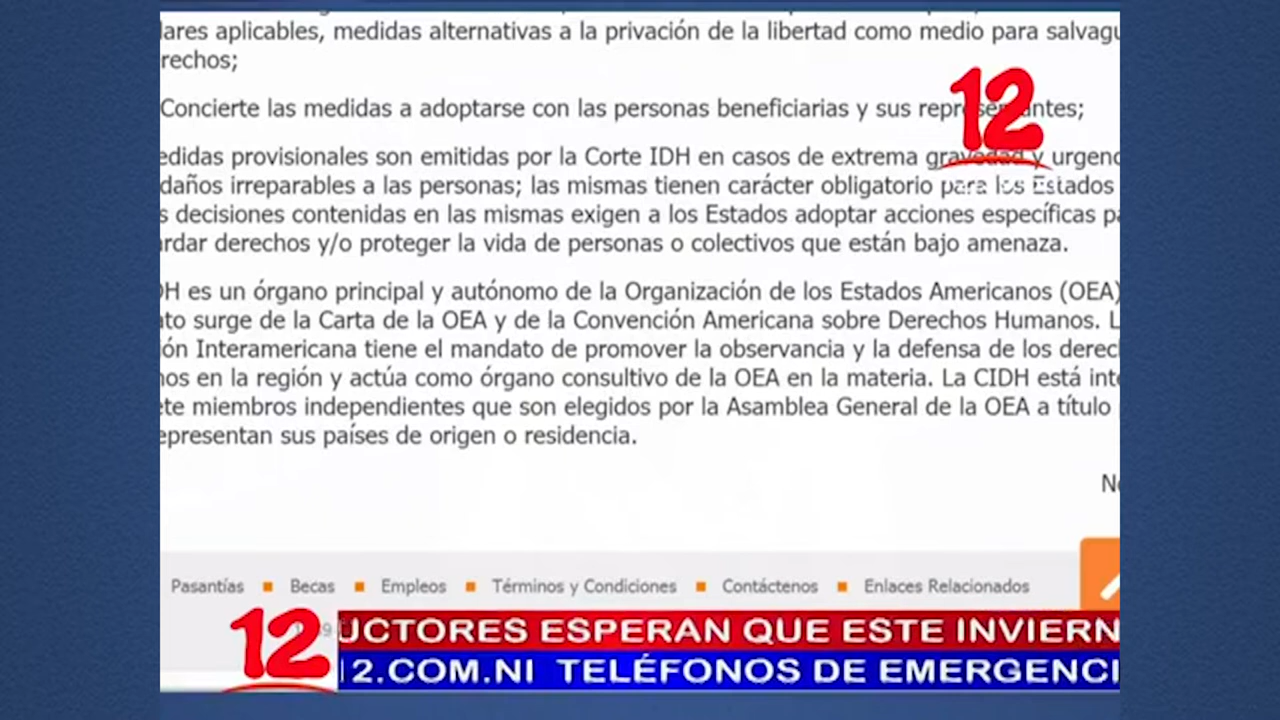 lares aplicables, medidas alternativas a la privación de la libertad como medio para salvagu
rechos;
Concierte las medidas a adoptarse con las personas beneficiarias y sus representantes;
12
edidas provisionales son emitidas por la Corte IDH en casos de extrema gravedad y urgenc
daños irreparables a las personas; las mismas tienen carácter obligatorio para los Estados
s decisiones contenidas en las mismas exigen a los Estados adoptar acciones específicas pa
ardar derechos y/o proteger la vida de personas o colectivos que están bajo amenaza.
DH es un órgano principal y autónomo de la Organización de los Estados Americanos (OEA)
ato surge de la Carta de la OEA y de la Convención Americana sobre Derechos Humanos. L
ión Interamericana tiene el mandato de promover la observancia y la defensa de los derec
nos en la región y actúa como órgano consultivo de la OEA en la materia. La CIDH está inte
ete miembros independientes que son elegidos por la Asamblea General de la OEA a título
epresentan sus países de origen o residencia.
N
Pasantías ▪ Becas ▪ Empleos ▪ Términos y Condiciones ▪ Contáctenos ▪ Enlaces Relacionados
12
UCTORES ESPERAN QUE ESTE INVIERN
12.COM.NI TELÉFONOS DE EMERGENCI